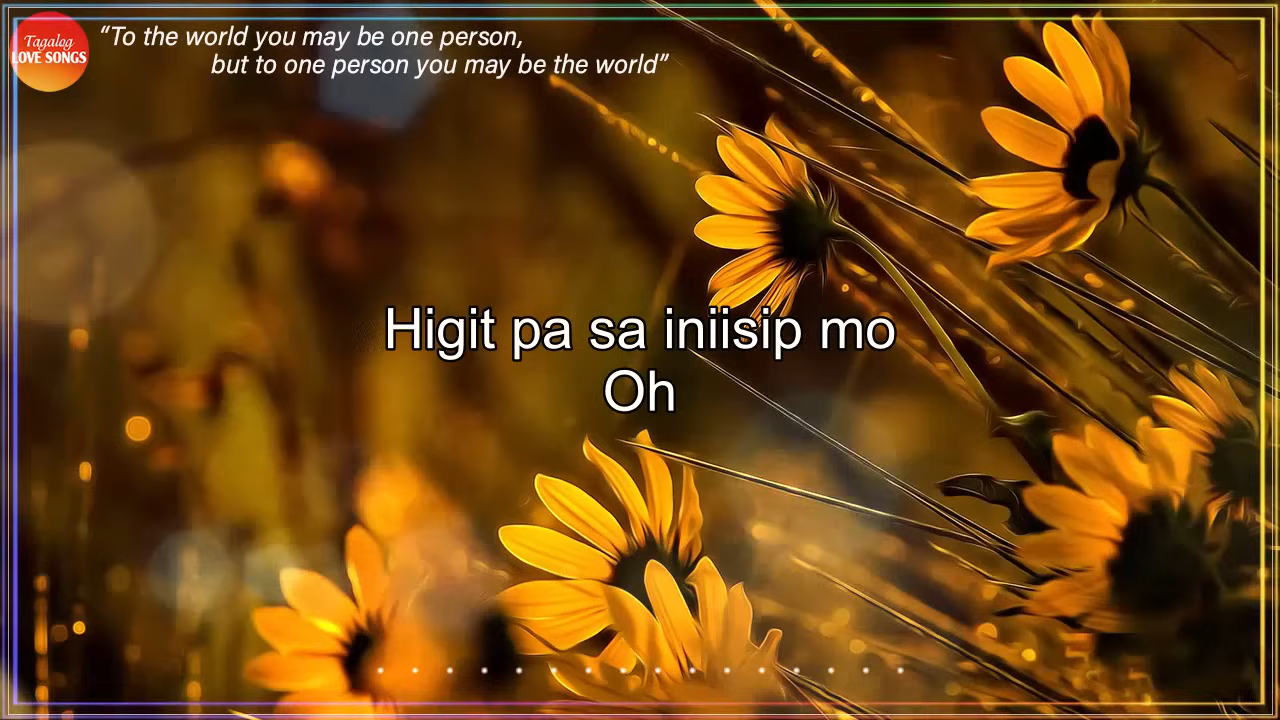 Tagalog
LOVE SONGS
“To the world you may be one person,
but to one person you may be the world”
Higit pa sa iniisip mo
Oh